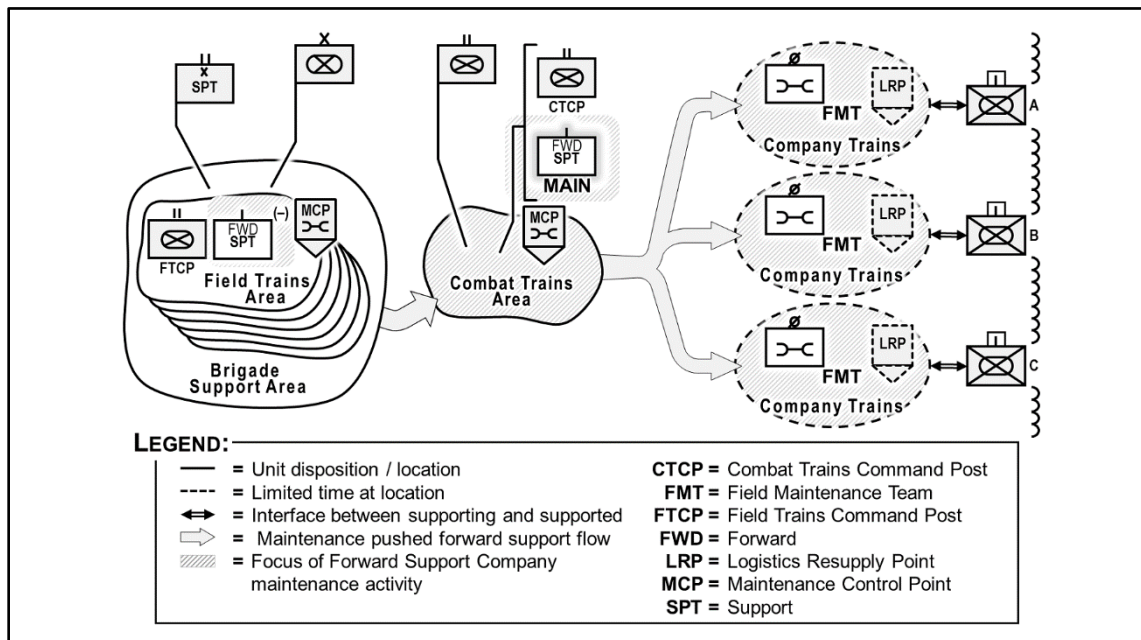 SPT
FTCP
FWD
SPT
(–)
MCP
Field Trains
Area
Brigade
Support Area
CTCP
FWD
SPT
MAIN
MCP
Combat Trains
Area
LRP
FMT
Company Trains
A
LRP
FMT
Company Trains
B
LRP
FMT
Company Trains
C
LEGEND:
= Unit disposition / location
= Limited time at location
= Interface between supporting and supported
= Maintenance pushed forward support flow
= Focus of Forward Support Company
maintenance activity
CTCP = Combat Trains Command Post
FMT = Field Maintenance Team
FTCP = Field Trains Command Post
FWD = Forward
LRP = Logistics Resupply Point
MCP = Maintenance Control Point
SPT = Support